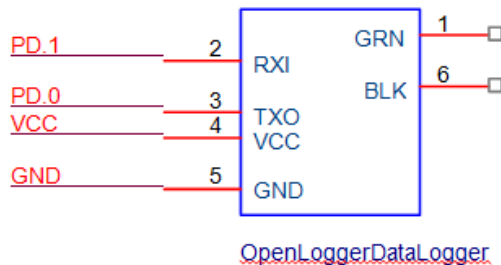 PD.1 2 RXI GRN 1
PD.0 3 TXO BLK 6
VCC 4 VCC
GND 5 GND
OpenLoggerDataLogger